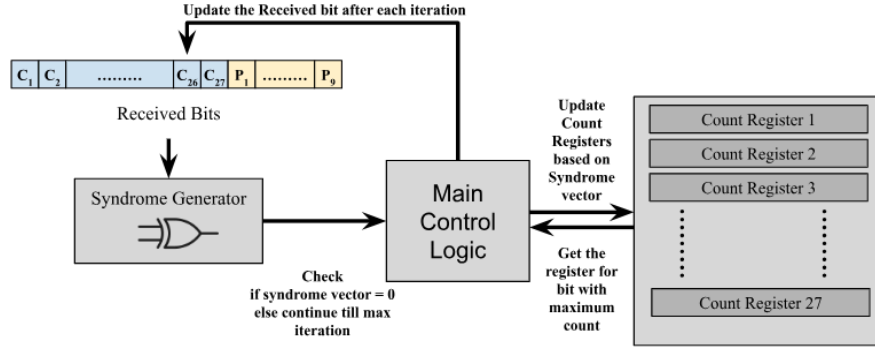 Update the Received bit after each iteration
C1 C2 ......... C26 C27 P1 ......... P9
Received Bits
Syndrome Generator
Main
Control
Logic
Check
if syndrome vector = 0
else continue till max
iteration
Update
Count
Registers
based on
Syndrome
vector
Get the
register for
bit with
maximum
count
Count Register 1
Count Register 2
Count Register 3
Count Register 27